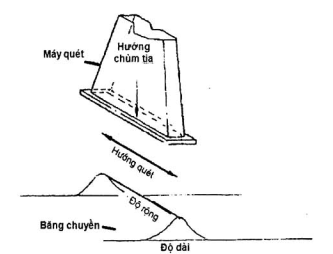 Hướng
chùm tia
Máy quét
Hướng quét
Độ rộng
Băng chuyền
Độ dài